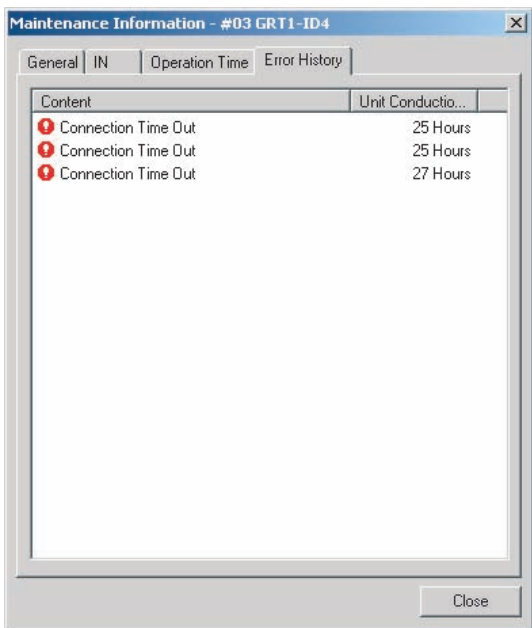 Maintenance Information - #03 GRT1-ID4
General IN Operation Time Error History
Content Unit Conductio...
Connection Time Out 25 Hours
Connection Time Out 25 Hours
Connection Time Out 27 Hours
Close